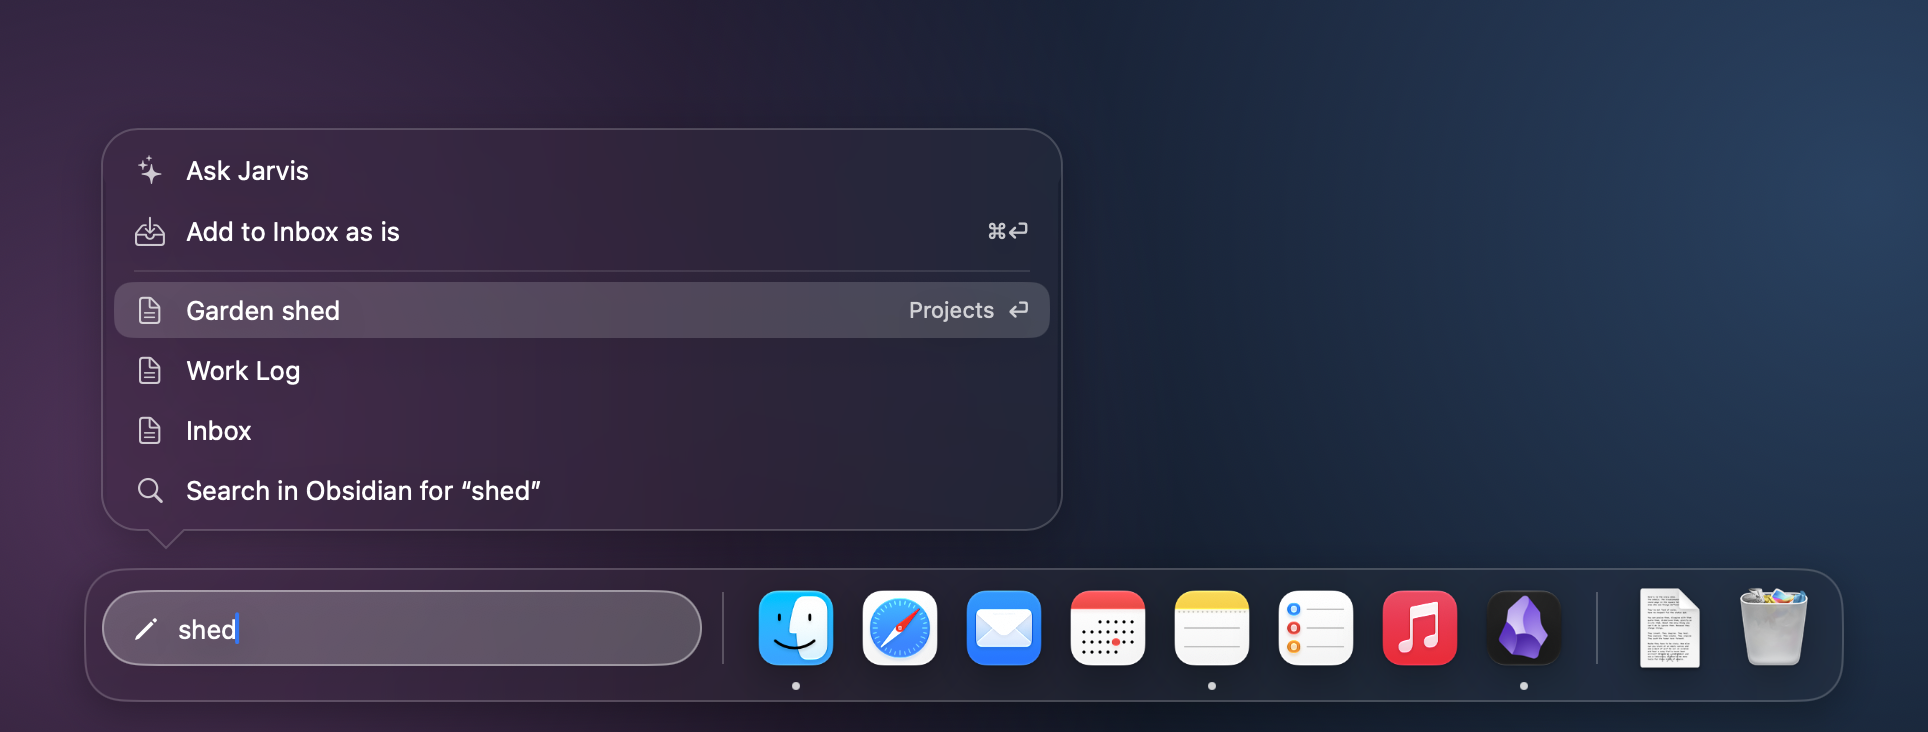 Ask Jarvis
Add to Inbox as is ⌘↩
Garden shed Projects ↩
Work Log
Inbox
Search in Obsidian for “shed”
shed